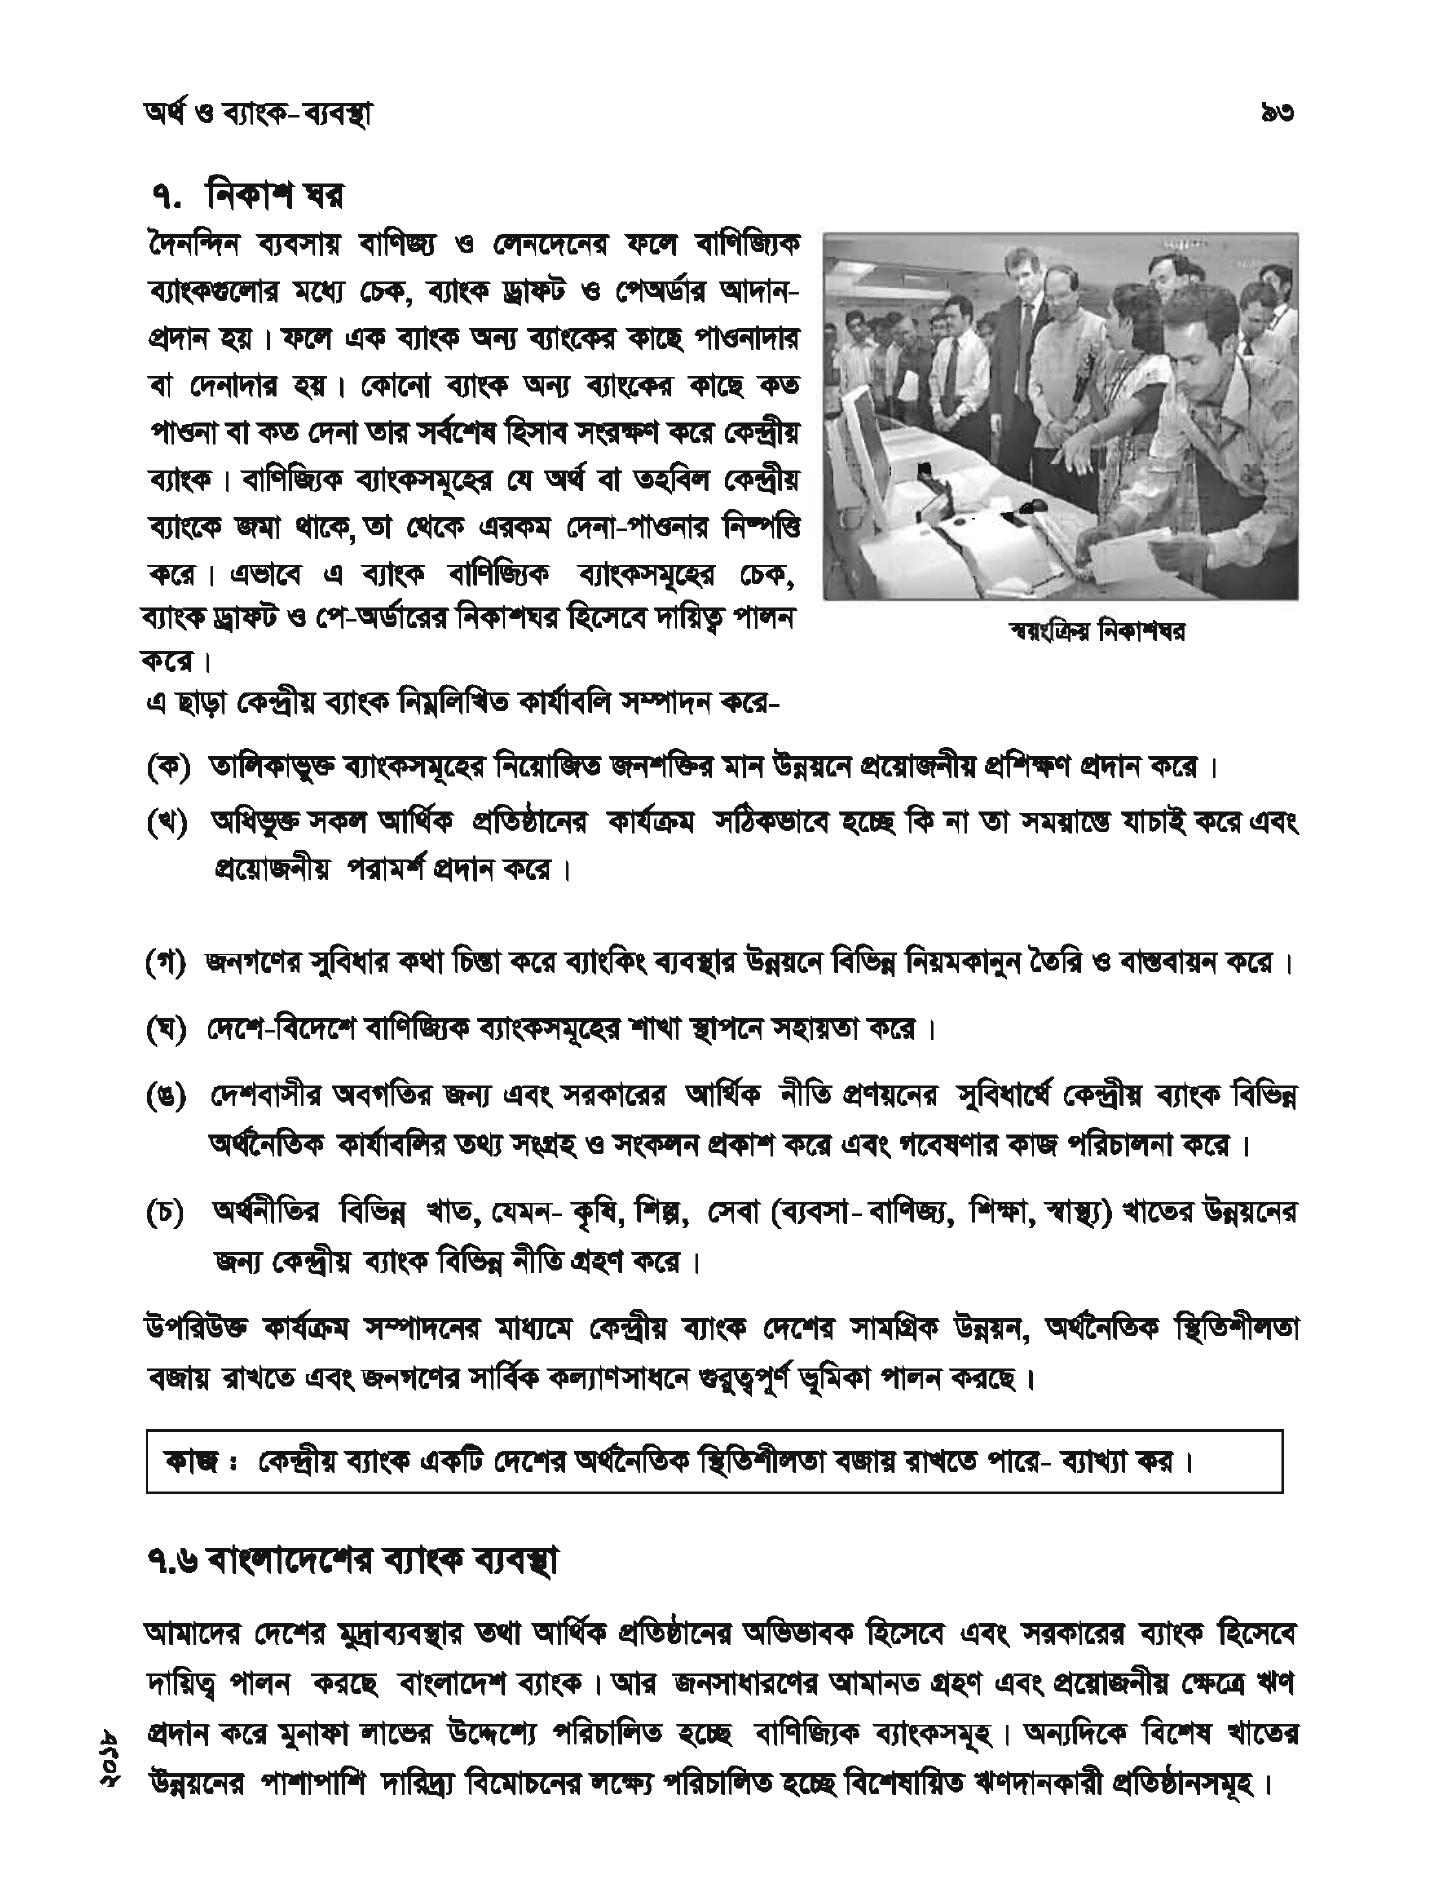 অর্থ ও ব্যাংক-ব্যবস্থা
৯৩
৭. নিকাশ ঘর
দৈনন্দিন ব্যবসায় বাণিজ্য ও লেনদেনের ফলে বাণিজ্যিক
ব্যাংকগুলোর মধ্যে চেক, ব্যাংক ড্রাফট ও পেঅর্ডার আদান-
প্রদান হয়। ফলে এক ব্যাংক অন্য ব্যাংকের কাছে পাওনাদার
বা দেনাদার হয়। কোনো ব্যাংক অন্য ব্যাংকের কাছে কত
পাওনা বা কত দেনা তার সর্বশেষ হিসাব সংরক্ষণ করে কেন্দ্রীয়
ব্যাংক। বাণিজ্যিক ব্যাংকসমূহের যে অর্থ বা তহবিল কেন্দ্রীয়
ব্যাংকে জমা থাকে, তা থেকে এরকম দেনা-পাওনার নিষ্পত্তি
করে। এভাবে এ ব্যাংক বাণিজ্যিক ব্যাংকসমূহের চেক,
ব্যাংক ড্রাফট ও পে-অর্ডারের নিকাশঘর হিসেবে দায়িত্ব পালন
করে।
স্বয়ংক্রিয় নিকাশঘর
এ ছাড়া কেন্দ্রীয় ব্যাংক নিম্নলিখিত কার্যাবলি সম্পাদন করে-
(ক) তালিকাভুক্ত ব্যাংকসমূহের নিয়োজিত জনশক্তির মান উন্নয়নে প্রয়োজনীয় প্রশিক্ষণ প্রদান করে।
(খ) অধিভুক্ত সকল আর্থিক প্রতিষ্ঠানের কার্যক্রম সঠিকভাবে হচ্ছে কি না তা সময়ান্তে যাচাই করে এবং
প্রয়োজনীয় পরামর্শ প্রদান করে।
(গ) জনগণের সুবিধার কথা চিন্তা করে ব্যাংকিং ব্যবস্থার উন্নয়নে বিভিন্ন নিয়মকানুন তৈরি ও বাস্তবায়ন করে।
(ঘ) দেশে-বিদেশে বাণিজ্যিক ব্যাংকসমূহের শাখা স্থাপনে সহায়তা করে।
(ঙ) দেশবাসীর অবগতির জন্য এবং সরকারের আর্থিক নীতি প্রণয়নের সুবিধার্থে কেন্দ্রীয় ব্যাংক বিভিন্ন
অর্থনৈতিক কার্যাবলির তথ্য সংগ্রহ ও সংকলন প্রকাশ করে এবং গবেষণার কাজ পরিচালনা করে।
(চ) অর্থনীতির বিভিন্ন খাত, যেমন- কৃষি, শিল্প, সেবা (ব্যবসা-বাণিজ্য, শিক্ষা, স্বাস্থ্য) খাতের উন্নয়নের
জন্য কেন্দ্রীয় ব্যাংক বিভিন্ন নীতি গ্রহণ করে।
উপরিউক্ত কার্যক্রম সম্পাদনের মাধ্যমে কেন্দ্রীয় ব্যাংক দেশের সামগ্রিক উন্নয়ন, অর্থনৈতিক স্থিতিশীলতা
বজায় রাখতে এবং জনগণের সার্বিক কল্যাণসাধনে গুরুত্বপূর্ণ ভূমিকা পালন করছে।
কাজ : কেন্দ্রীয় ব্যাংক একটি দেশের অর্থনৈতিক স্থিতিশীলতা বজায় রাখতে পারে- ব্যাখ্যা কর।
৭.৬ বাংলাদেশের ব্যাংক ব্যবস্থা
আমাদের দেশের মুদ্রাব্যবস্থার তথা আর্থিক প্রতিষ্ঠানের অভিভাবক হিসেবে এবং সরকারের ব্যাংক হিসেবে
দায়িত্ব পালন করছে বাংলাদেশ ব্যাংক। আর জনসাধারণের আমানত গ্রহণ এবং প্রয়োজনীয় ক্ষেত্রে ঋণ
প্রদান করে মুনাফা লাভের উদ্দেশ্যে পরিচালিত হচ্ছে বাণিজ্যিক ব্যাংকসমূহ। অন্যদিকে বিশেষ খাতের
উন্নয়নের পাশাপাশি দারিদ্র্য বিমোচনের লক্ষ্যে পরিচালিত হচ্ছে বিশেষায়িত ঋণদানকারী প্রতিষ্ঠানসমূহ।
২০১৮